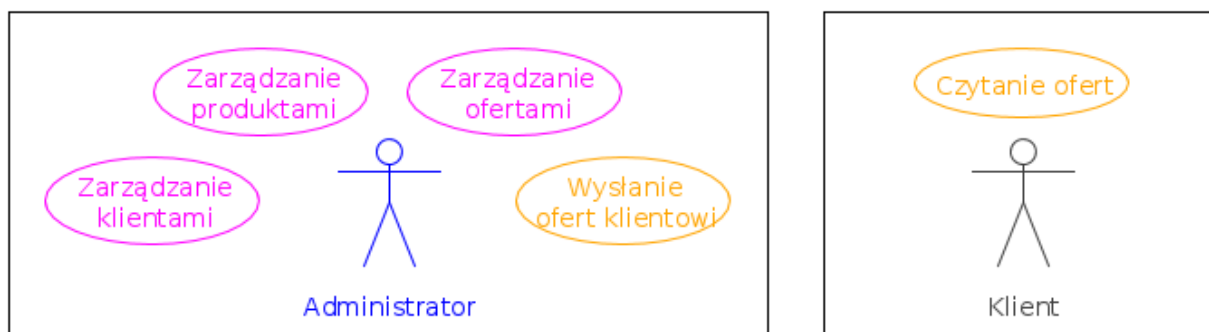 Zarządzanie
produktami
Zarządzanie
ofertami
Zarządzanie
klientami
Wysłanie
ofert klientowi
Administrator
Czytanie ofert
Klient